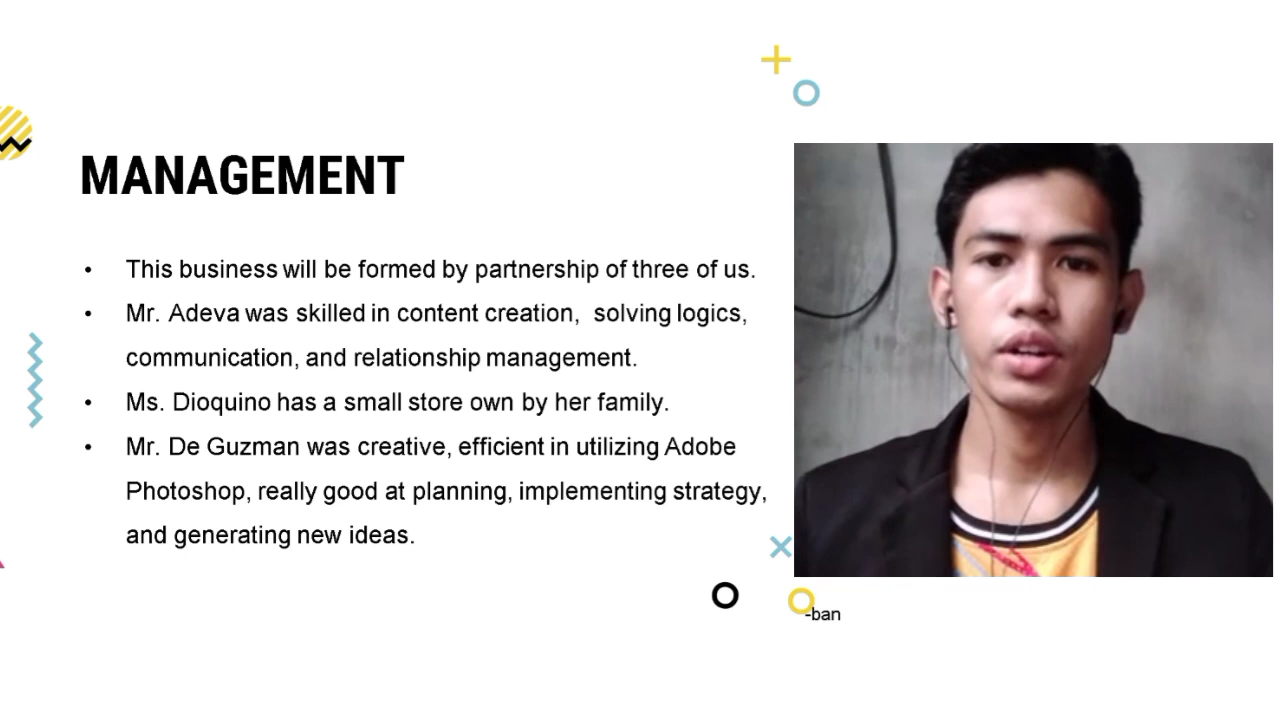 MANAGEMENT
• This business will be formed by partnership of three of us.
• Mr. Adeva was skilled in content creation, solving logics,
communication, and relationship management.
• Ms. Dioquino has a small store own by her family.
• Mr. De Guzman was creative, efficient in utilizing Adobe
Photoshop, really good at planning, implementing strategy,
and generating new ideas.
-ban